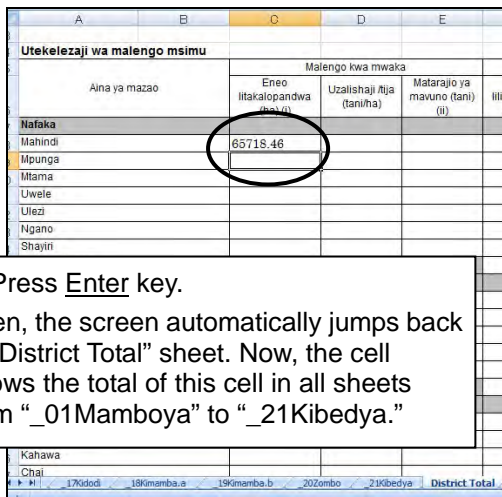 A B C D E
Utekelezaji wa malengo msimu
Malengo kwa mwaka
Aina ya mazao
Eneo litakalopandwa (ha) (i)
Uzalishaji /tija (tani/ha)
Matarajio ya mavuno (tani) (ii)
Nafaka
Mahindi 65718.46
Mpunga
Mtama
Uwele
Ulezi
Ngano
Shayiri
Press Enter key.
en, the screen automatically jumps back
District Total” sheet. Now, the cell
ows the total of this cell in all sheets
m “_01Mamboya” to “_21Kibedya.”
Kahawa
Chai
_17Kidodi _18Kimamba.a _19Kimamba.b _20Zombo _21Kibedya District Total